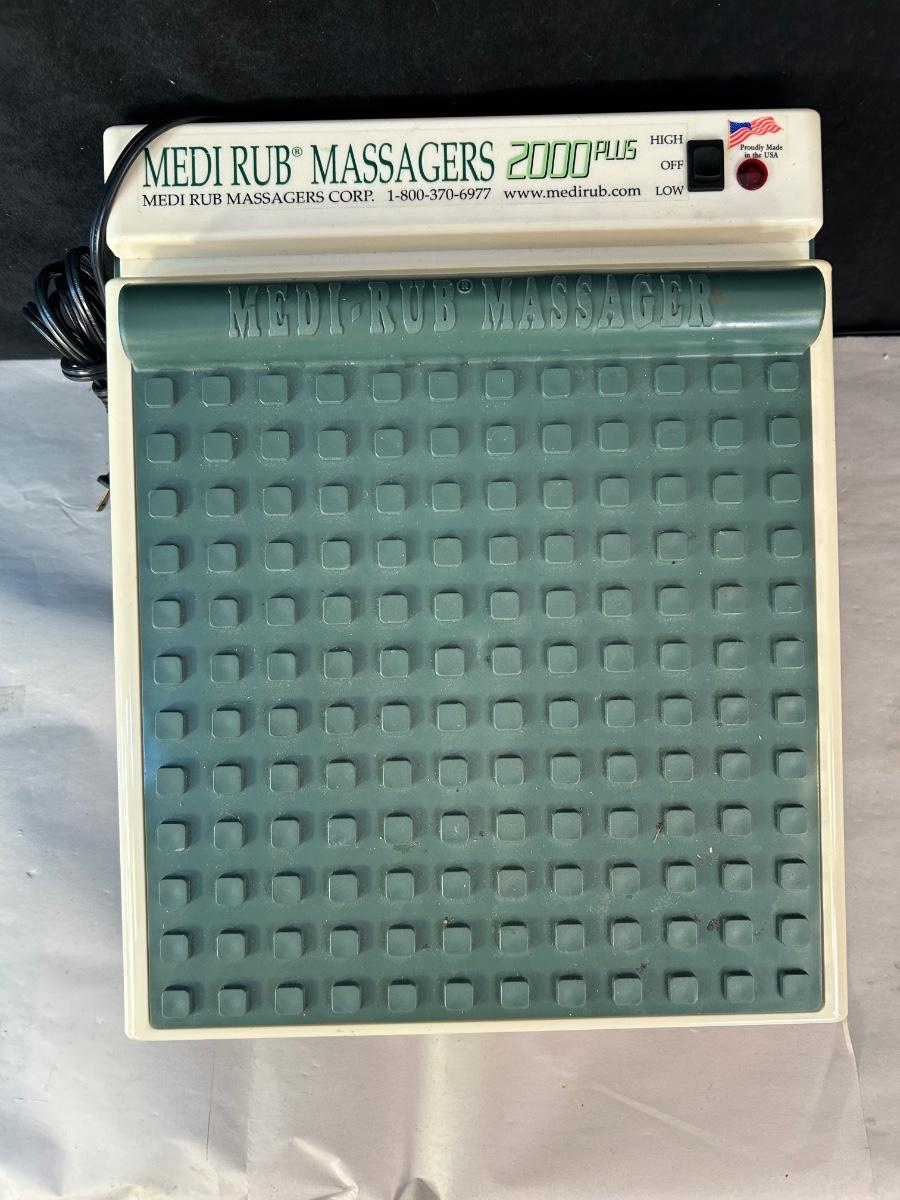 MEDI RUB® MASSAGERS 2000 PLUS
MEDI RUB MASSAGERS CORP. 1-800-370-6977 www.medirub.com
HIGH
OFF
LOW
Proudly Made
in the USA
MEDI-RUB® MASSAGER